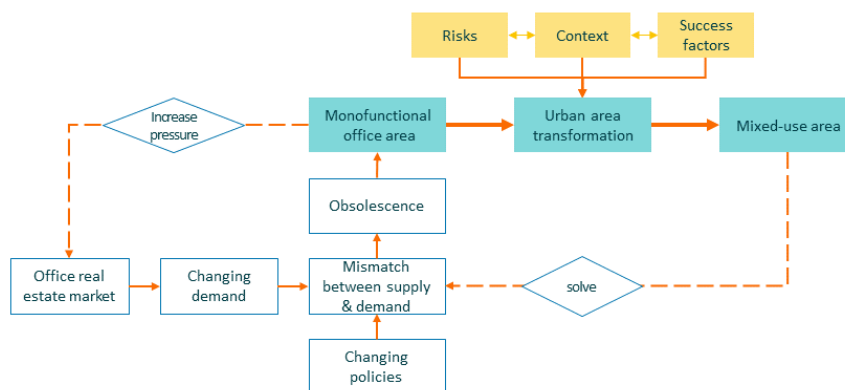 Risks
Context
Success
factors
Increase
pressure
Monofunctional
office area
Urban area
transformation
Mixed-use area
Obsolescence
Office real
estate market
Changing
demand
Mismatch
between supply
& demand
solve
Changing
policies